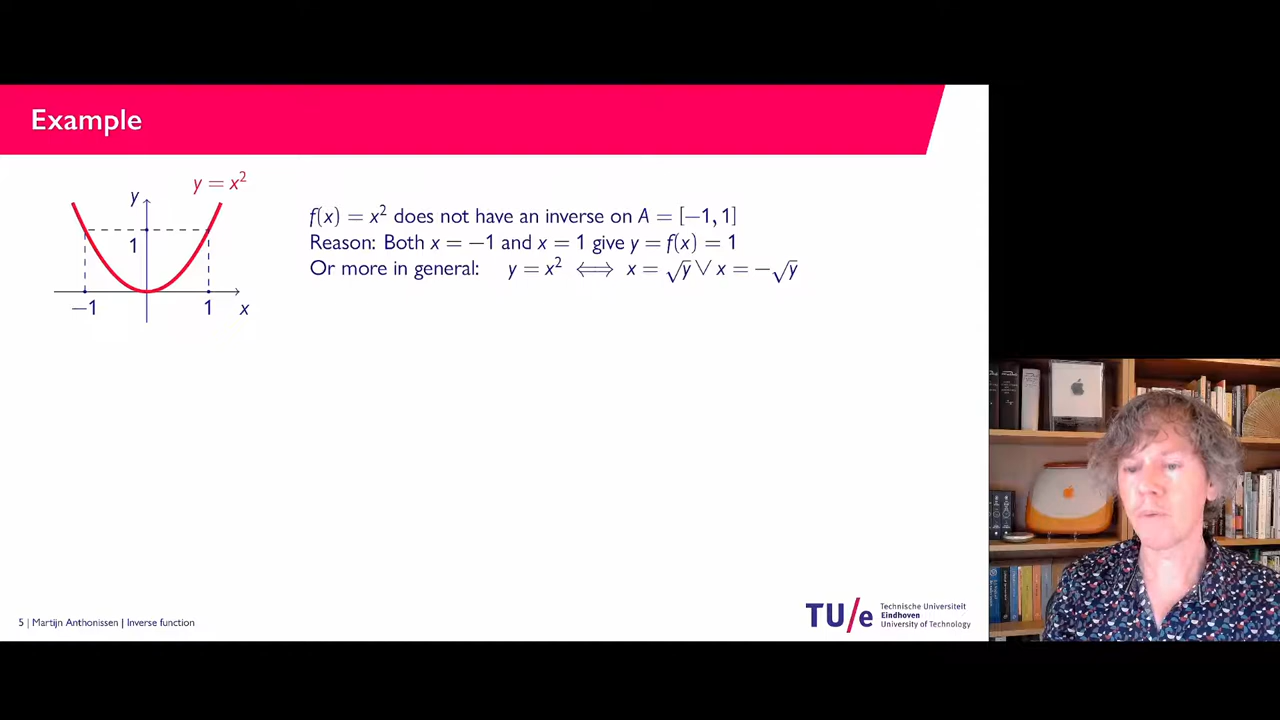 Example
y = x²
y
1
−1
1
x
f(x) = x² does not have an inverse on A = [−1, 1]
Reason: Both x = −1 and x = 1 give y = f(x) = 1
Or more in general: y = x² ⟺ x = √y ∨ x = −√y
5 | Martijn Anthonissen | Inverse function
TU/e
Technische Universiteit
Eindhoven
University of Technology